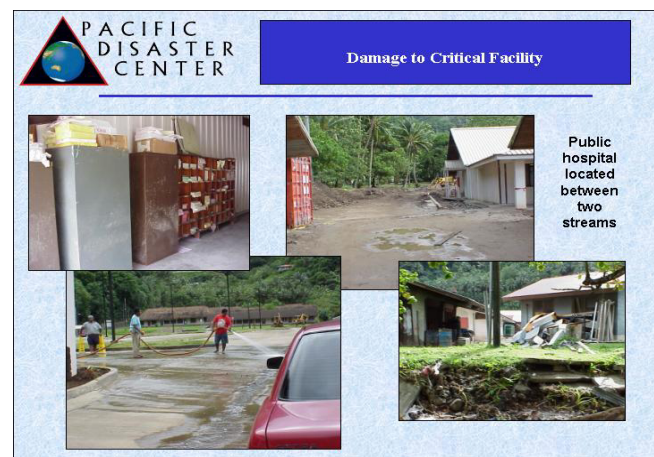 PACIFIC
DISASTER
CENTER
Damage to Critical Facility
Public
hospital
located
between
two
streams